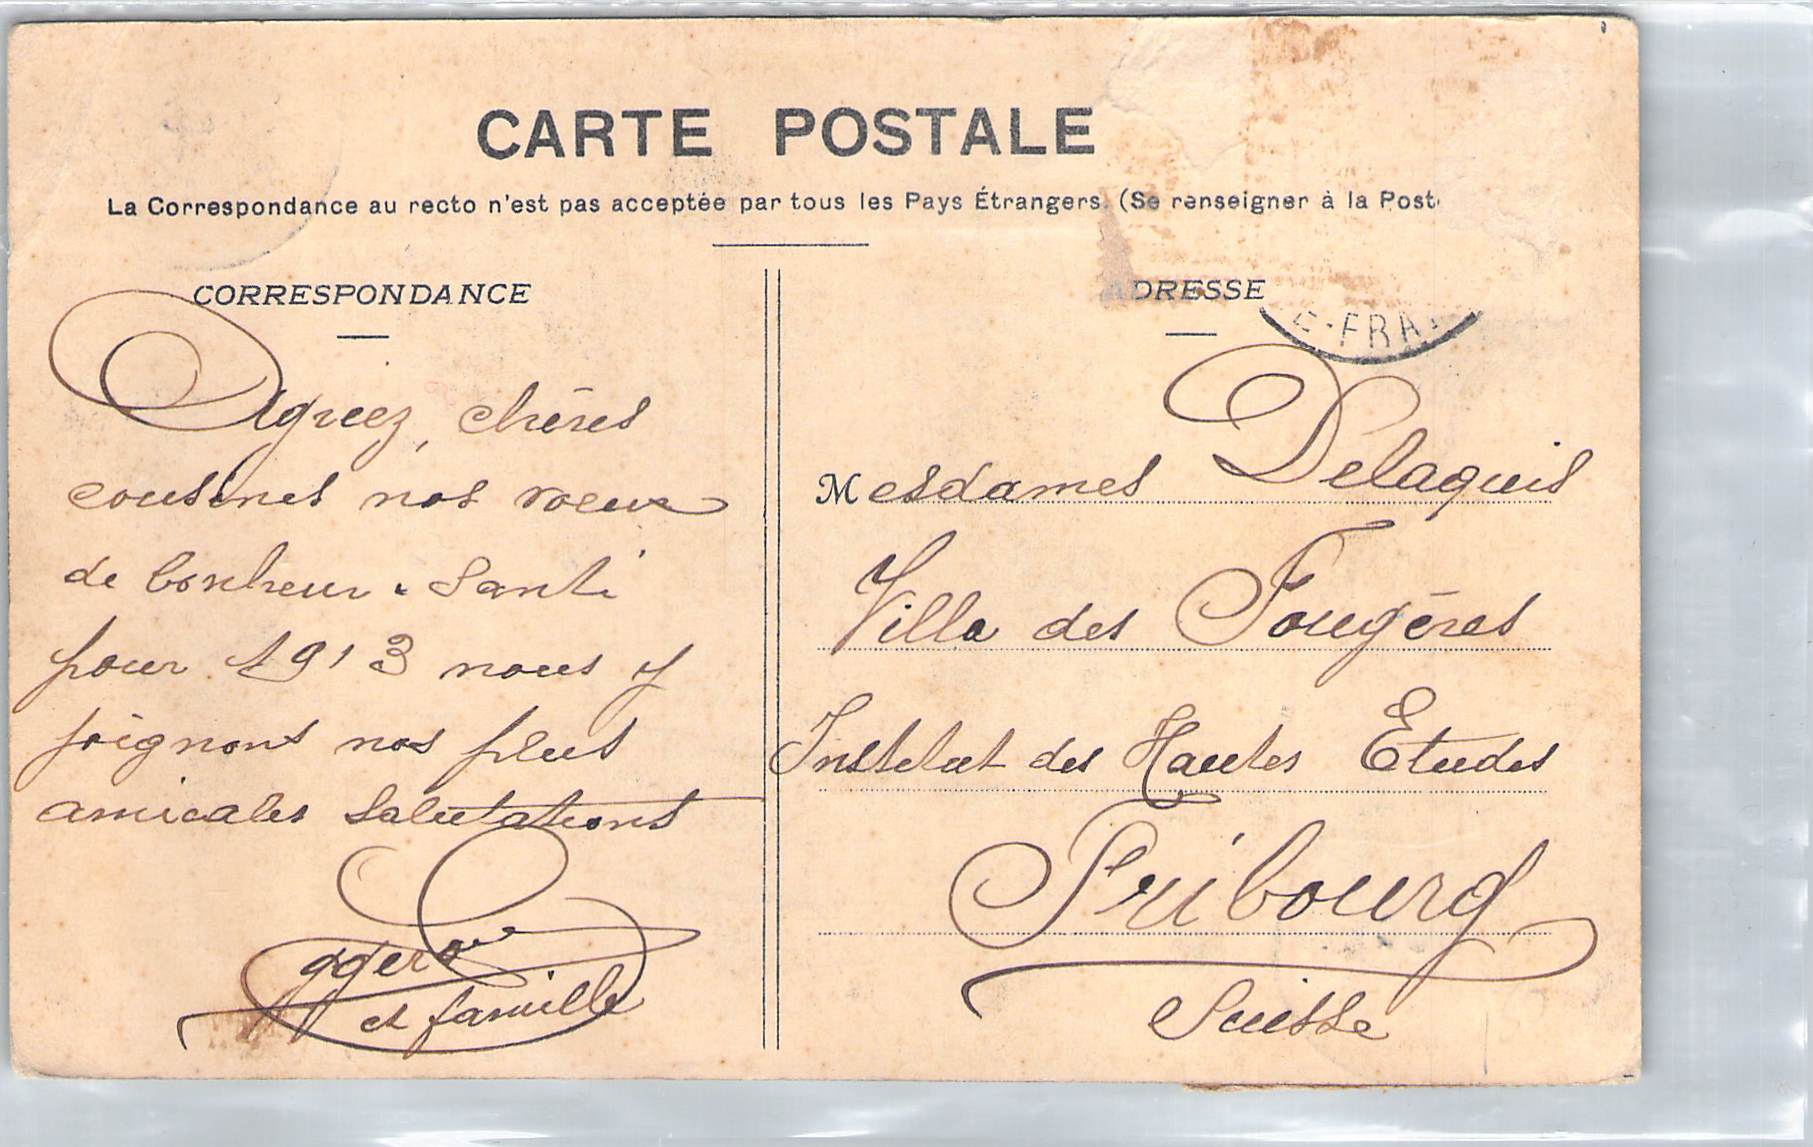 CARTE POSTALE
La Correspondance au recto n'est pas acceptée par tous les Pays Étrangers. (Se renseigner à la Post
CORRESPONDANCE
Agreez, chères
cousines nos voeux
de bonheur & Santé
pour 1913 nous y
joignons nos plus
amicales Salutations
et famille
ADRESSE
E-FRA
Mesdames Delaquis
Villa des Fougères
Institut des Hautes Etudes
Fribourg
Suisse